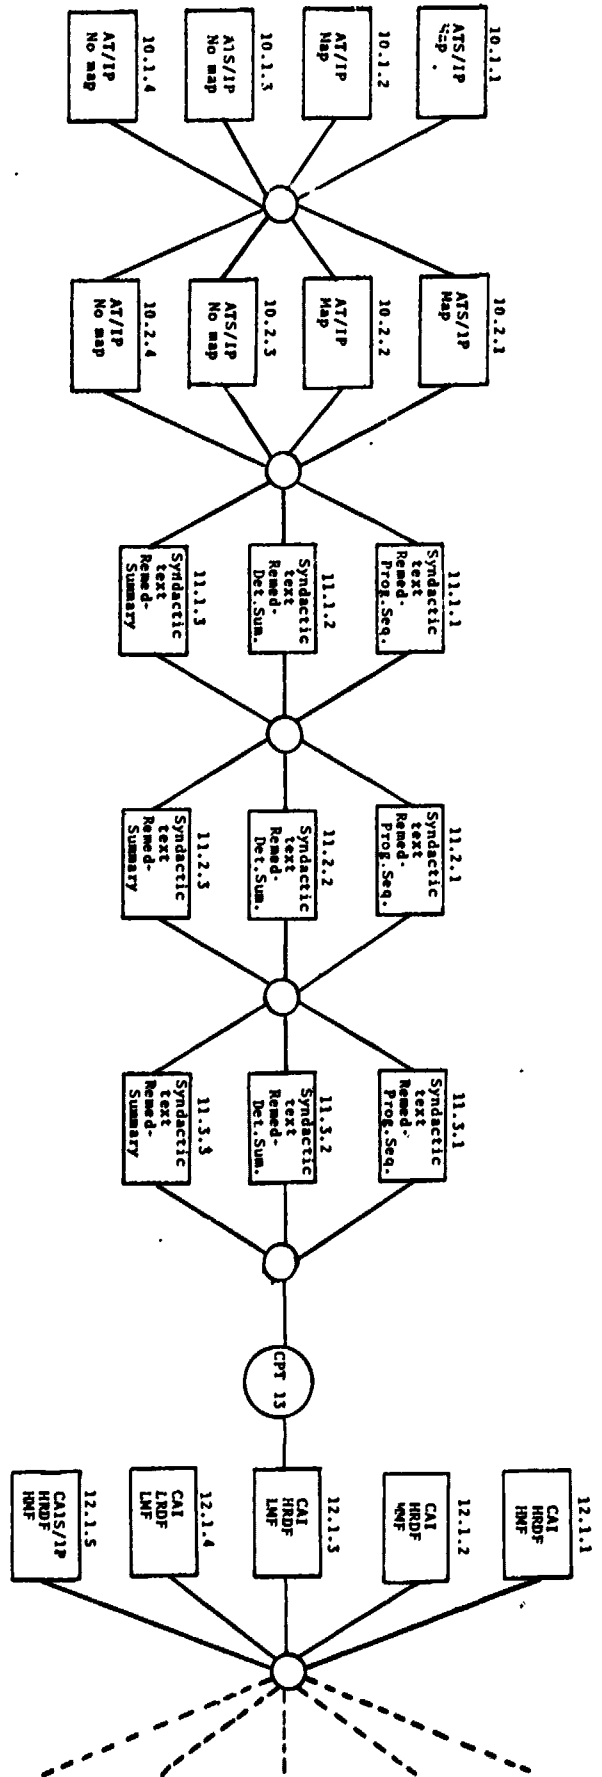 10.1.1
ATS/IP
Map
10.1.2
AT/IP
Map
10.1.3
ATS/IP
No map
10.1.4
AT/IP
No map
10.2.1
ATS/IP
Map
10.2.2
AT/IP
Map
10.2.3
ATS/IP
No map
10.2.4
AT/IP
No map
11.1.1
Syndactic
text
Remed-
Prog.Seq.
11.1.2
Syndactic
text
Remed-
Det.Sum.
11.1.3
Syndactic
text
Remed-
Summary
11.2.1
Syndactic
text
Remed-
Prog.Seq.
11.2.2
Syndactic
text
Remed-
Det.Sum.
11.2.3
Syndactic
text
Remed-
Summary
11.3.1
Syndactic
text
Remed-
Prog.Seq.
11.3.2
Syndactic
text
Remed-
Det.Sum.
11.3.3
Syndactic
text
Remed-
Summary
CPT 13
12.1.1
CAI
HRDF
HMF
12.1.2
CAI
HRDF
HMF
12.1.3
CAI
HRDF
LMF
12.1.4
CAI
LRDF
LMF
12.1.5
CAIS/IP
HRDF
HMF